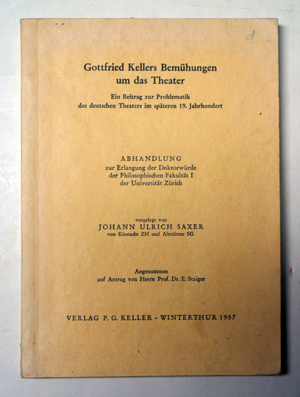 d
Gottfried Kellers Bemühungen
um das Theater
Ein Beitrag zur Problematik
des deutschen Theaters im späteren 19. Jahrhundert
ABHANDLUNG
zur Erlangung der Doktorwürde
der Philosophischen Fakultät I
der Universität Zürich
vorgelegt von
JOHANN ULRICH SAXER
von Küsnacht ZH und Altstätten SG
Angenommen
auf Antrag von Herrn Prof. Dr. E. Staiger
VERLAG P. G. KELLER - WINTERTHUR 1957